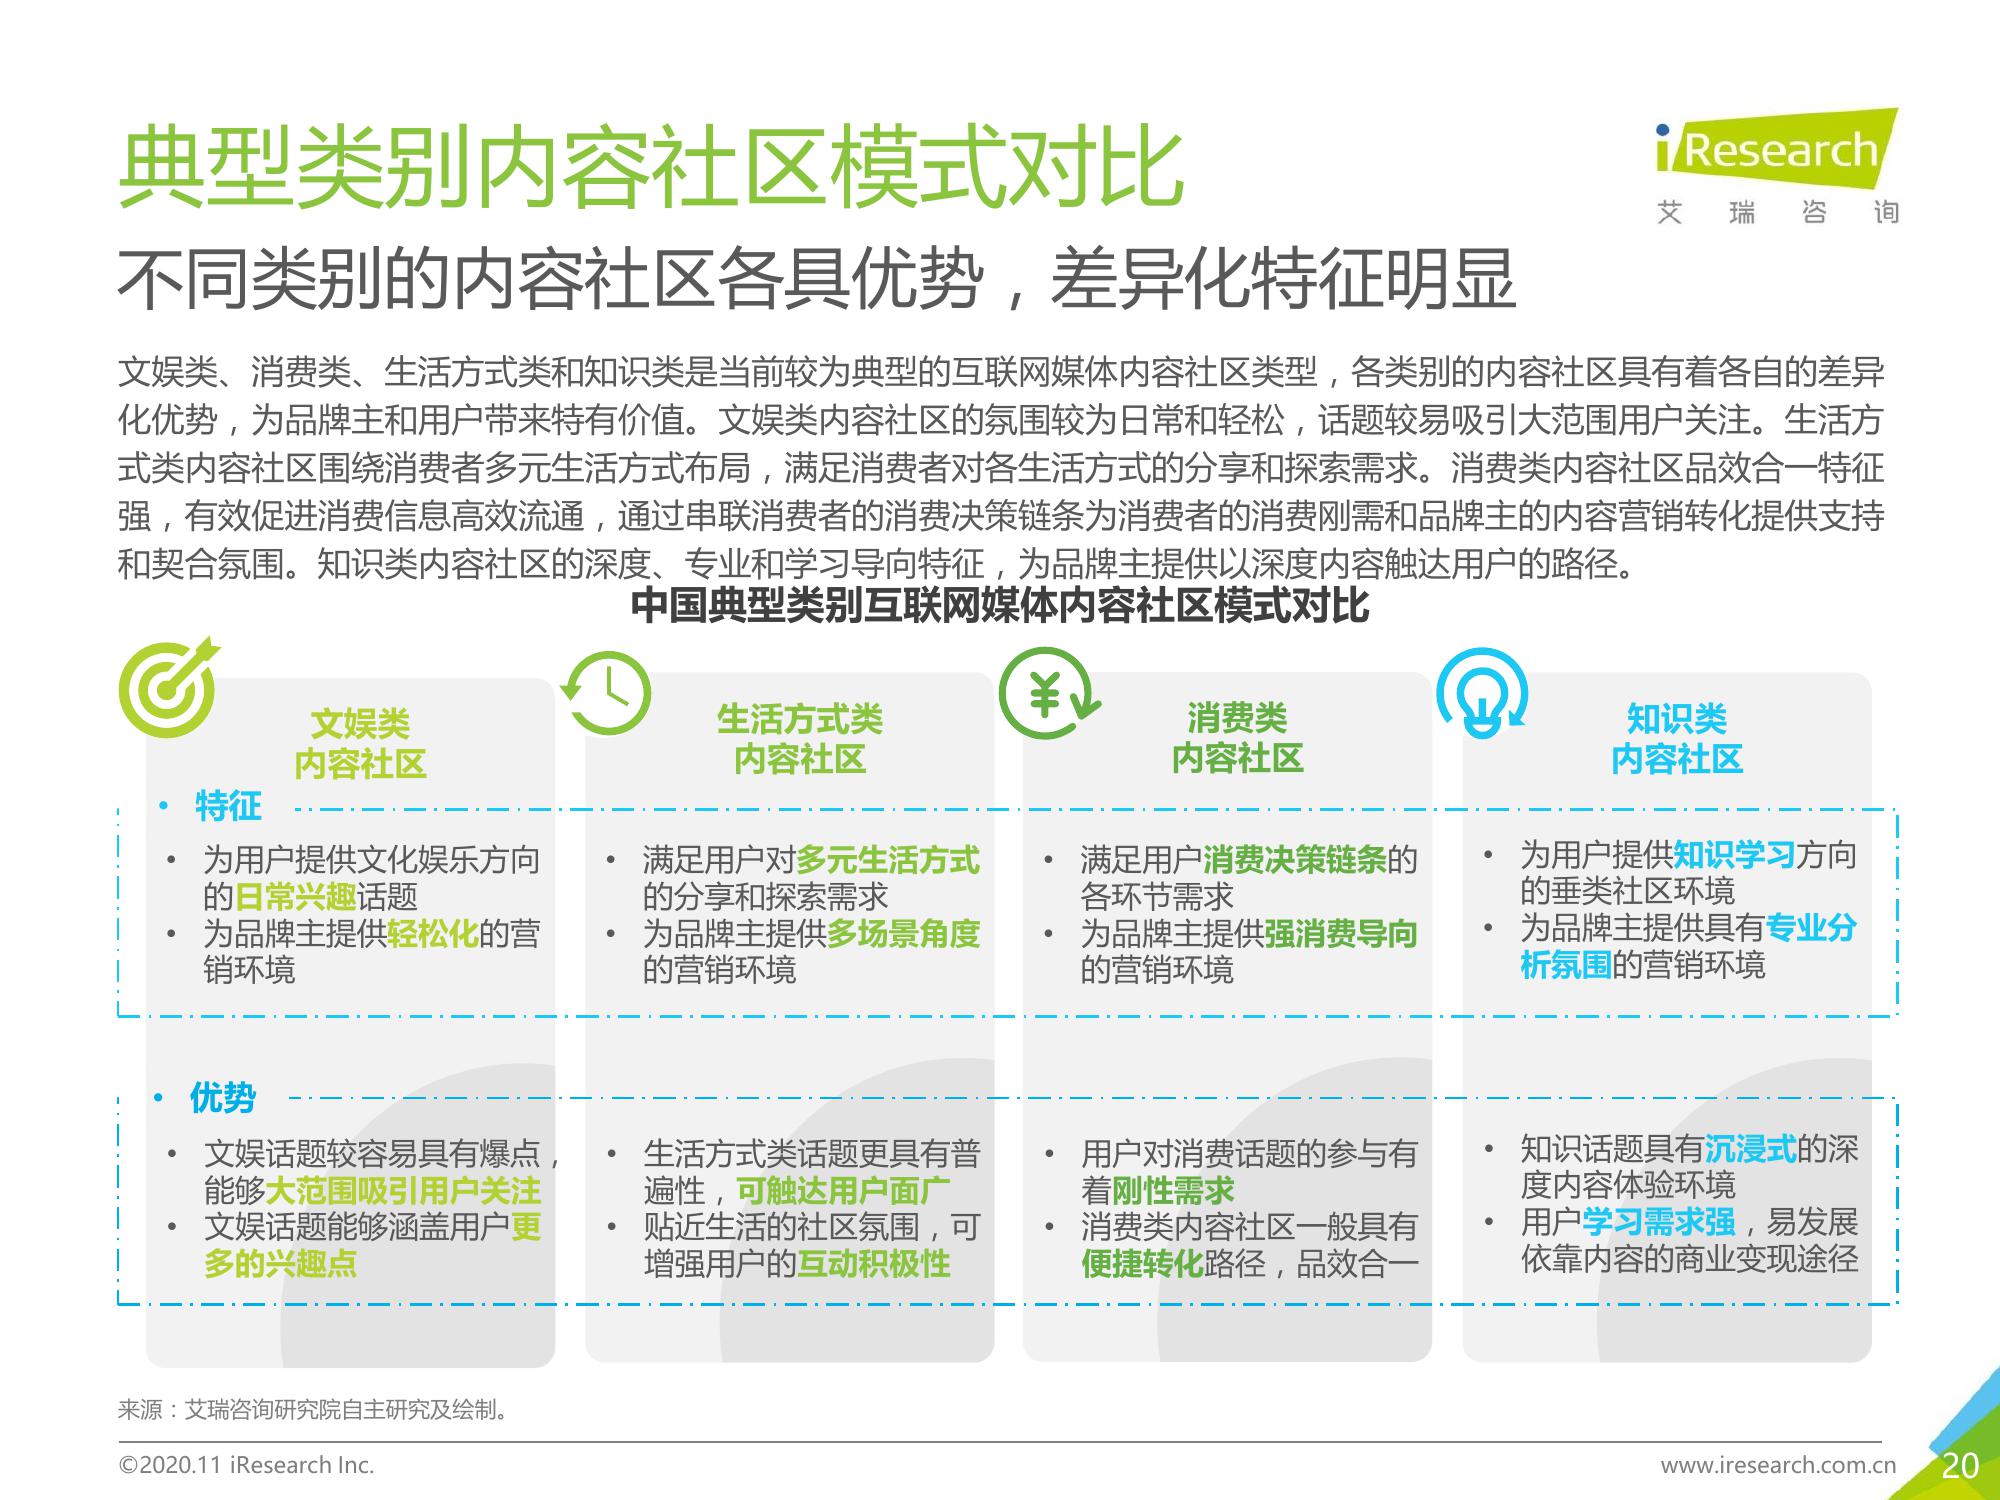 典型类别内容社区模式对比
iResearch
艾瑞咨询
不同类别的内容社区各具优势，差异化特征明显
文娱类、消费类、生活方式类和知识类是当前较为典型的互联网媒体内容社区类型，各类别的内容社区具有着各自的差异
化优势，为品牌主和用户带来特有价值。文娱类内容社区的氛围较为日常和轻松，话题较易吸引大范围用户关注。生活方
式类内容社区围绕消费者多元生活方式布局，满足消费者对各生活方式的分享和探索需求。消费类内容社区品效合一特征
强，有效促进消费信息高效流通，通过串联消费者的消费决策链条为消费者的消费刚需和品牌主的内容营销转化提供支持
和契合氛围。知识类内容社区的深度、专业和学习导向特征，为品牌主提供以深度内容触达用户的路径。
中国典型类别互联网媒体内容社区模式对比
文娱类
内容社区
生活方式类
内容社区
消费类
内容社区
知识类
内容社区
• 特征
• 为用户提供文化娱乐方向
的日常兴趣话题
• 为品牌主提供轻松化的营
销环境
• 满足用户对多元生活方式
的分享和探索需求
• 为品牌主提供多场景角度
的营销环境
• 满足用户消费决策链条的
各环节需求
• 为品牌主提供强消费导向
的营销环境
• 为用户提供知识学习方向
的垂类社区环境
• 为品牌主提供具有专业分
析氛围的营销环境
• 优势
• 文娱话题较容易具有爆点，
能够大范围吸引用户关注
• 文娱话题能够涵盖用户更
多的兴趣点
• 生活方式类话题更具有普
遍性，可触达用户面广
• 贴近生活的社区氛围，可
增强用户的互动积极性
• 用户对消费话题的参与有
着刚性需求
• 消费类内容社区一般具有
便捷转化路径，品效合一
• 知识话题具有沉浸式的深
度内容体验环境
• 用户学习需求强，易发展
依靠内容的商业变现途径
来源：艾瑞咨询研究院自主研究及绘制。
©2020.11 iResearch Inc.
www.iresearch.com.cn
20